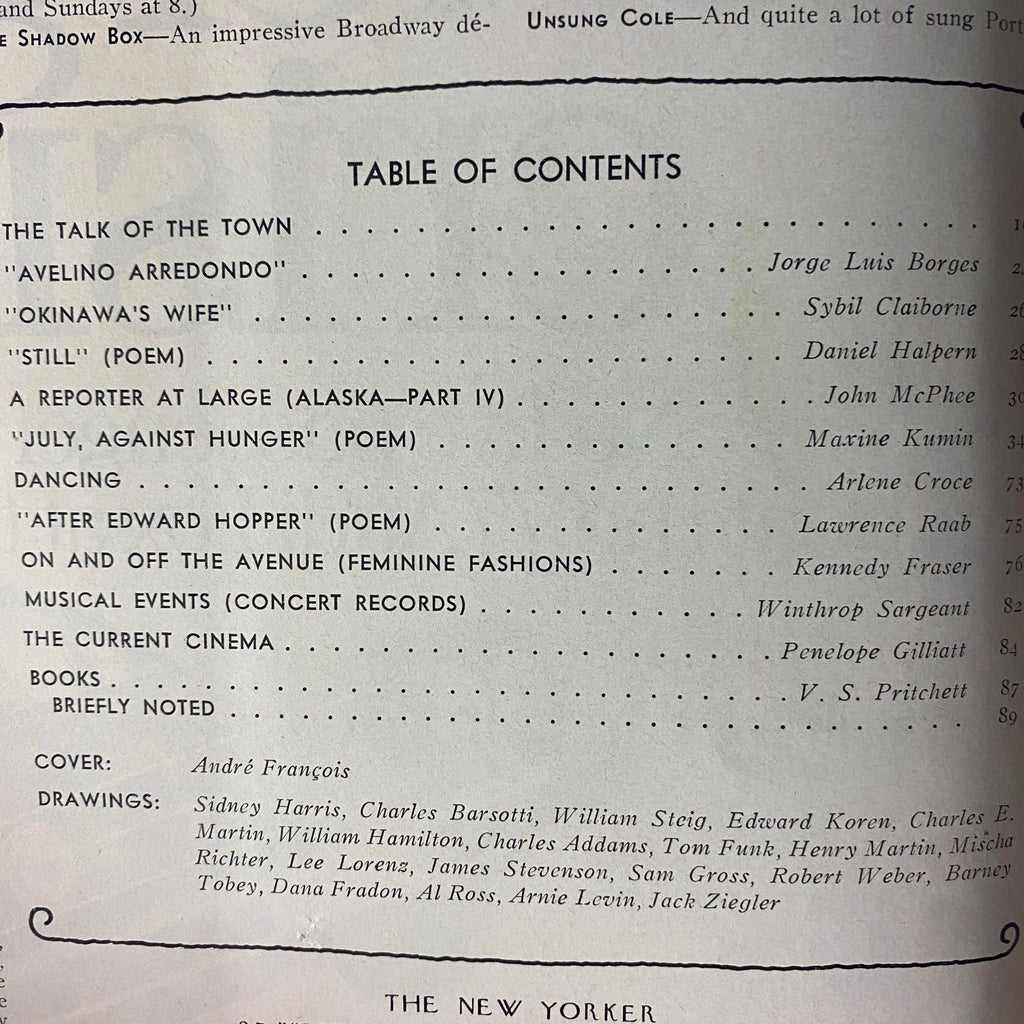 and Sundays at 8.)
SHADOW BOX—An impressive Broadway dé-
UNSUNG COLE—And quite a lot of sung Port
TABLE OF CONTENTS
THE TALK OF THE TOWN . . . . . . . . . . . . . . . . . . . . . . . . . . . . .
"AVELINO ARREDONDO" . . . . . . . . . . . . . . . . . . . . Jorge Luis Borges
"OKINAWA'S WIFE" . . . . . . . . . . . . . . . . . . . . . . . Sybil Claiborne 26
"STILL" (POEM) . . . . . . . . . . . . . . . . . . . . . . . . . Daniel Halpern 28
A REPORTER AT LARGE (ALASKA—PART IV) . . . . . . . . . . . . . John McPhee 30
"JULY, AGAINST HUNGER" (POEM) . . . . . . . . . . . . . . . Maxine Kumin 34
DANCING . . . . . . . . . . . . . . . . . . . . . . . . . . . . . Arlene Croce 73
"AFTER EDWARD HOPPER" (POEM) . . . . . . . . . . . . . . Lawrence Raab 75
ON AND OFF THE AVENUE (FEMININE FASHIONS) . . . . . . . Kennedy Fraser 76
MUSICAL EVENTS (CONCERT RECORDS) . . . . . . . . . . . Winthrop Sargeant 82
THE CURRENT CINEMA . . . . . . . . . . . . . . . . . . . . Penelope Gilliatt 84
BOOKS . . . . . . . . . . . . . . . . . . . . . . . . . . . . . V. S. Pritchett 87
BRIEFLY NOTED . . . . . . . . . . . . . . . . . . . . . . . . . . . . . . . 89
COVER: André François
DRAWINGS: Sidney Harris, Charles Barsotti, William Steig, Edward Koren, Charles E.
Martin, William Hamilton, Charles Addams, Tom Funk, Henry Martin, Mischa
Richter, Lee Lorenz, James Stevenson, Sam Gross, Robert Weber, Barney
Tobey, Dana Fradon, Al Ross, Arnie Levin, Jack Ziegler
THE NEW YORKER